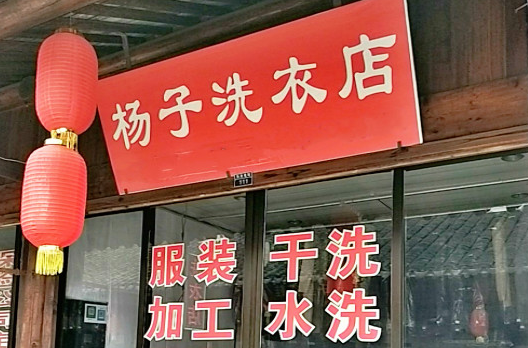 杨子洗衣店
服装 干洗
加工 水洗